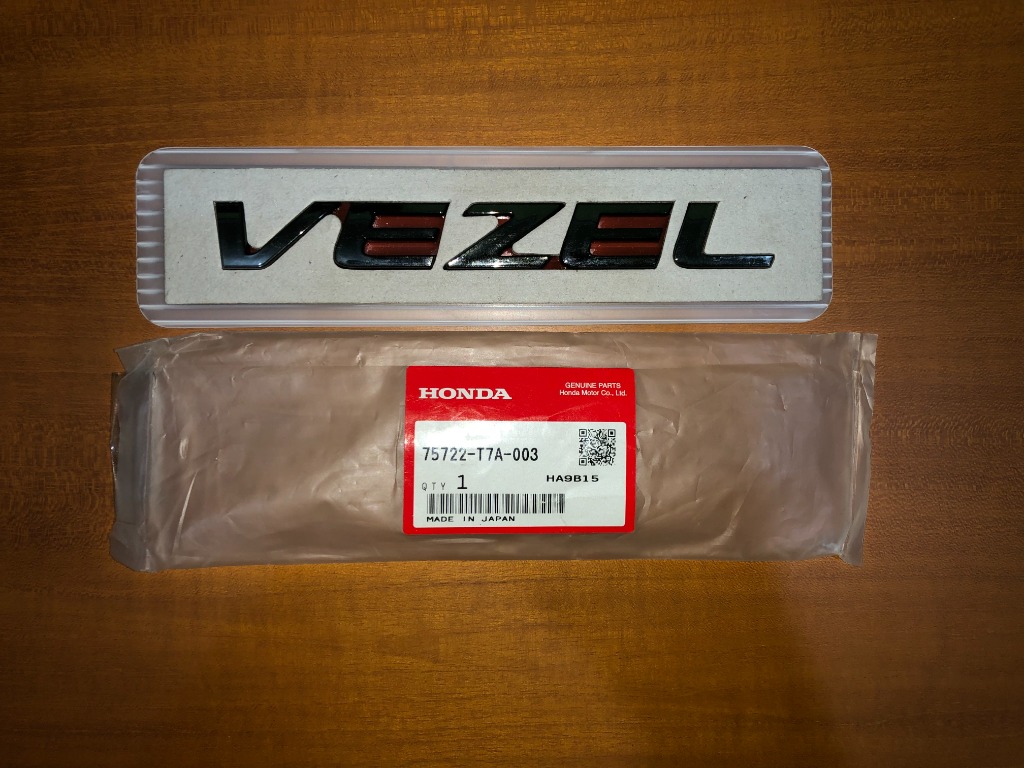 VEZEL
HONDA
GENUINE PARTS
Honda Motor Co., Ltd.
75722-T7A-003
QTY 1
HA9B15
MADE IN JAPAN